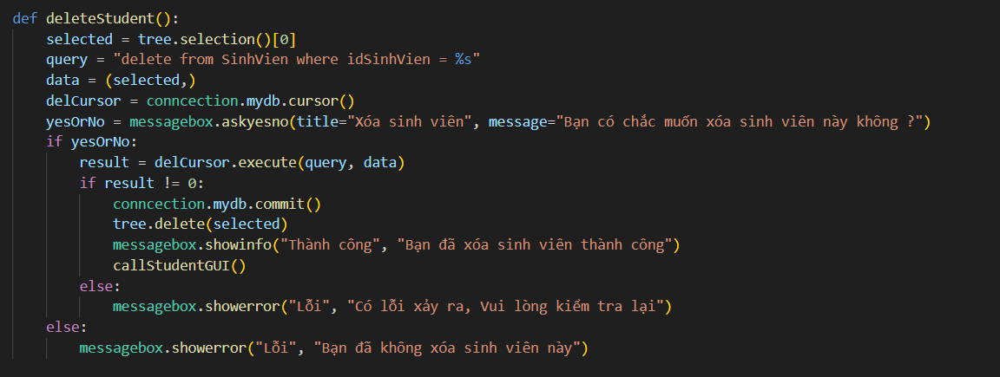 def deleteStudent():
    selected = tree.selection()[0]
    query = "delete from SinhVien where idSinhVien = %s"
    data = (selected,)
    delCursor = conncection.mydb.cursor()
    yesOrNo = messagebox.askyesno(title="Xóa sinh viên", message="Bạn có chắc muốn xóa sinh viên này không ?")
    if yesOrNo:
        result = delCursor.execute(query, data)
        if result != 0:
            conncection.mydb.commit()
            tree.delete(selected)
            messagebox.showinfo("Thành công", "Bạn đã xóa sinh viên thành công")
            callStudentGUI()
        else:
            messagebox.showerror("Lỗi", "Có lỗi xảy ra, Vui lòng kiểm tra lại")
    else:
        messagebox.showerror("Lỗi", "Bạn đã không xóa sinh viên này")